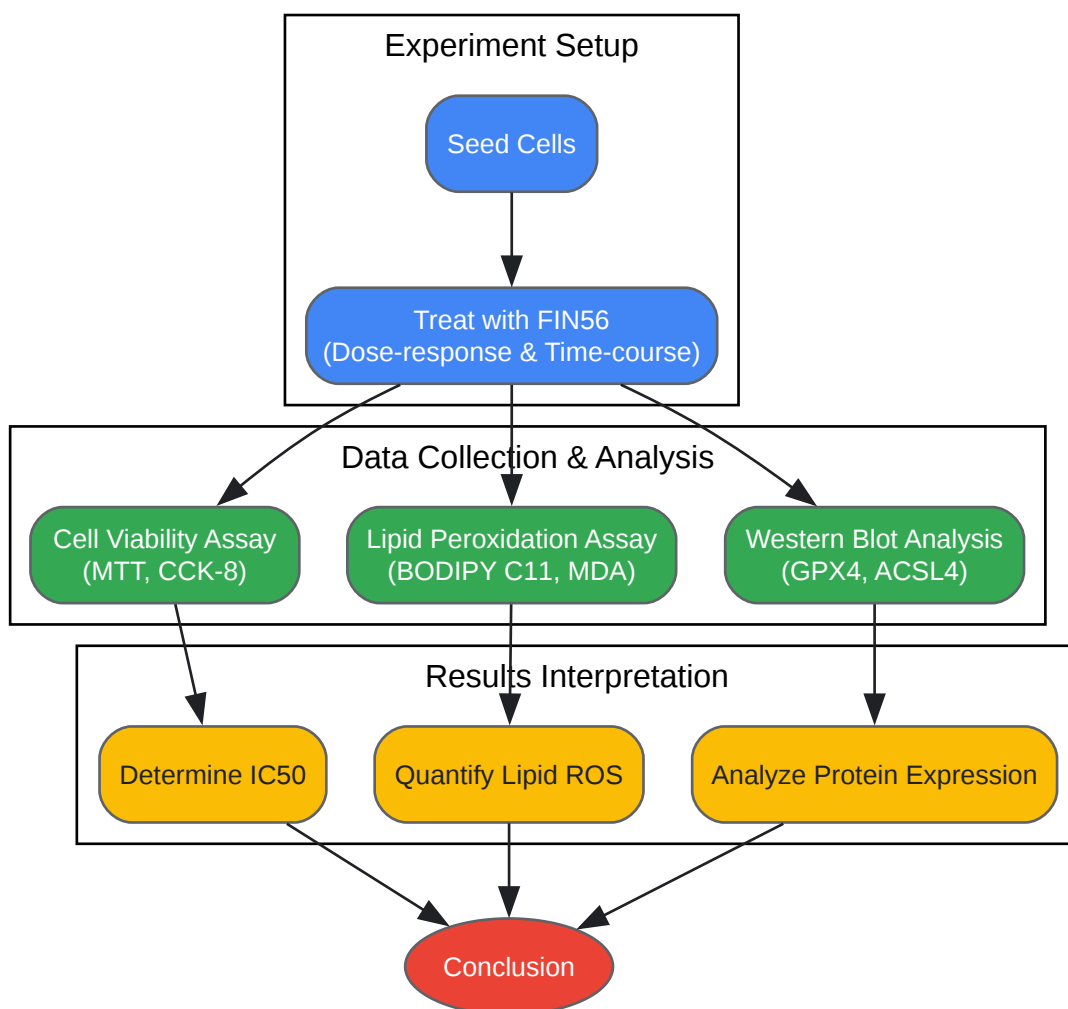 Experiment Setup
Seed Cells
Treat with FIN56
(Dose-response & Time-course)
Data Collection & Analysis
Cell Viability Assay
(MTT, CCK-8)
Lipid Peroxidation Assay
(BODIPY C11, MDA)
Western Blot Analysis
(GPX4, ACSL4)
Results Interpretation
Determine IC50
Quantify Lipid ROS
Analyze Protein Expression
Conclusion